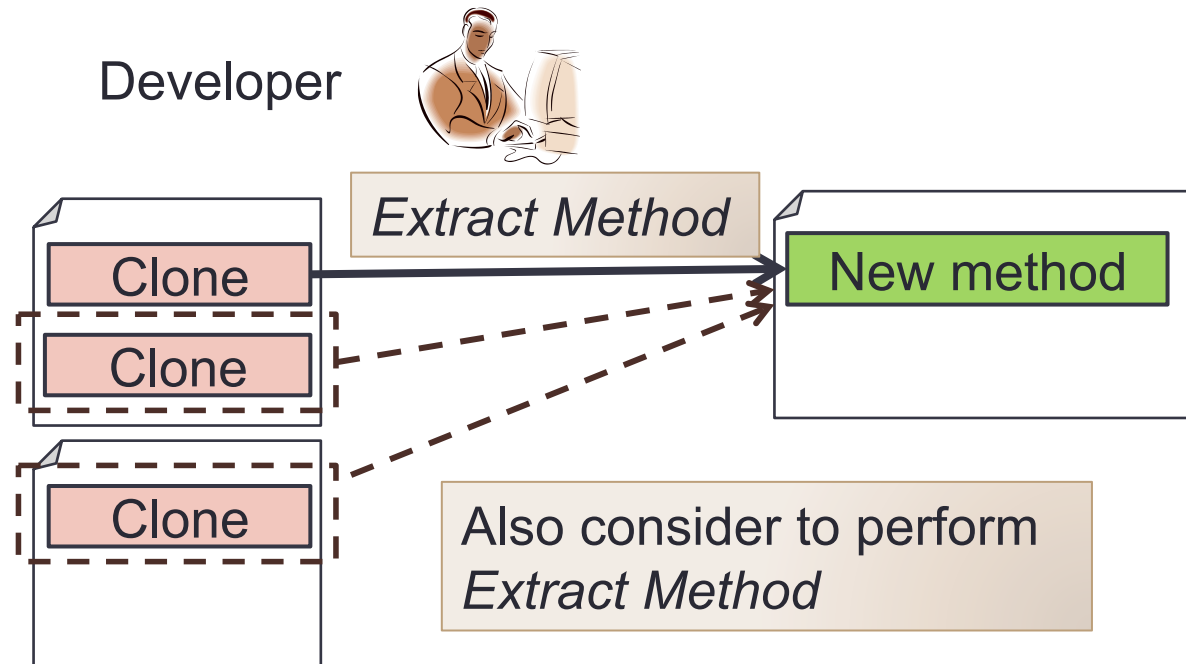 Developer
Extract Method
Clone
New method
Clone
Clone
Also consider to perform
Extract Method